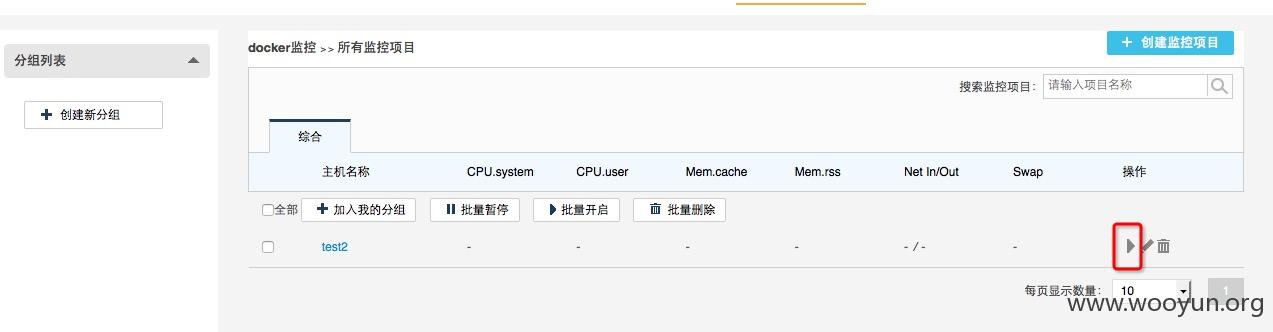 分组列表
创建新分组
docker监控 >> 所有监控项目
创建监控项目
搜索监控项目： 请输入项目名称
综合
主机名称 CPU.system CPU.user Mem.cache Mem.rss Net In/Out Swap 操作
全部 加入我的分组 批量暂停 批量开启 批量删除
test2 - - - - - / - -
每页显示数量： 10 1
www.wooyun.org